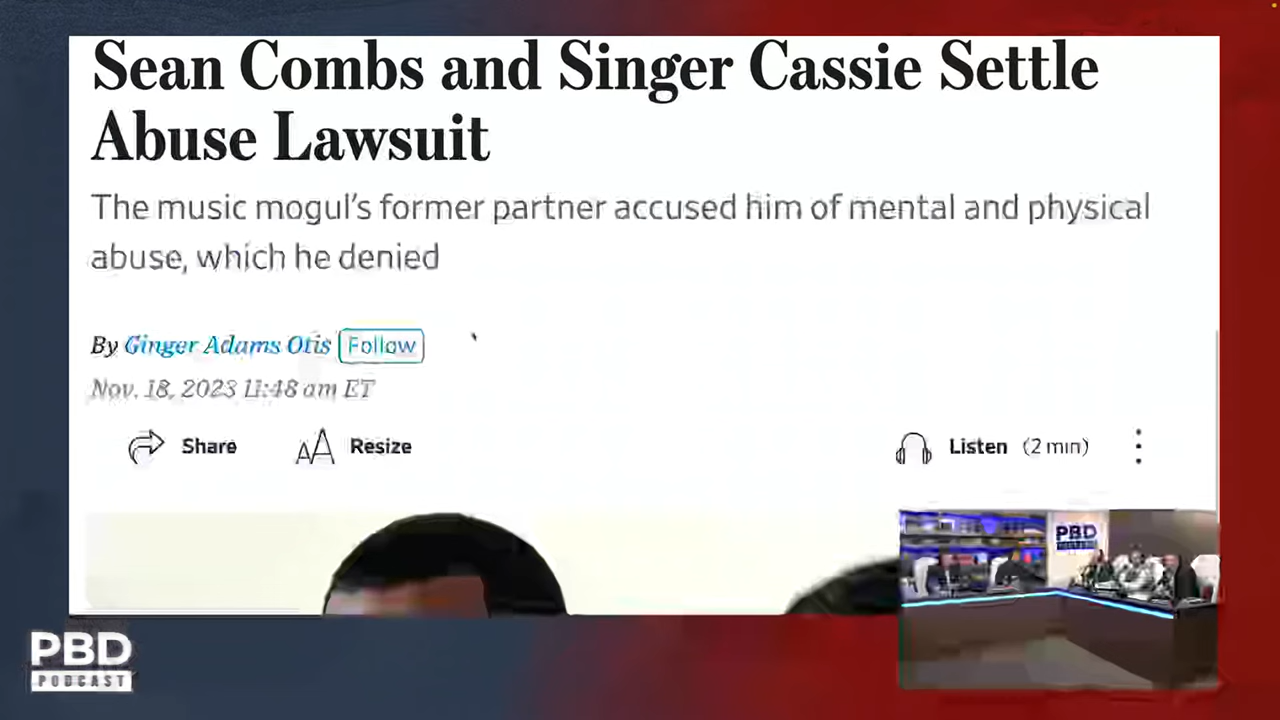 Sean Combs and Singer Cassie Settle
Abuse Lawsuit
The music mogul's former partner accused him of mental and physical
abuse, which he denied
By Ginger Adams Otis Follow
Nov. 18, 2023 11:48 am ET
Share Resize Listen (2 min)
PBD
PODCAST
PBD
PODCAST